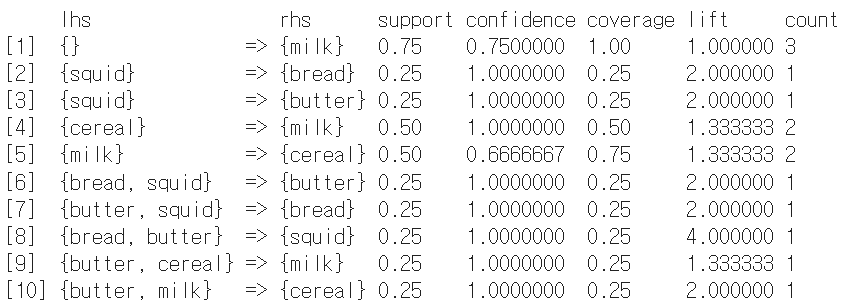 lhs rhs support confidence coverage lift count
[1] {} => {milk} 0.75 0.7500000 1.00 1.000000 3
[2] {squid} => {bread} 0.25 1.0000000 0.25 2.000000 1
[3] {squid} => {butter} 0.25 1.0000000 0.25 2.000000 1
[4] {cereal} => {milk} 0.50 1.0000000 0.50 1.333333 2
[5] {milk} => {cereal} 0.50 0.6666667 0.75 1.333333 2
[6] {bread, squid} => {butter} 0.25 1.0000000 0.25 2.000000 1
[7] {butter, squid} => {bread} 0.25 1.0000000 0.25 2.000000 1
[8] {bread, butter} => {squid} 0.25 1.0000000 0.25 4.000000 1
[9] {butter, cereal} => {milk} 0.25 1.0000000 0.25 1.333333 1
[10] {butter, milk} => {cereal} 0.25 1.0000000 0.25 2.000000 1